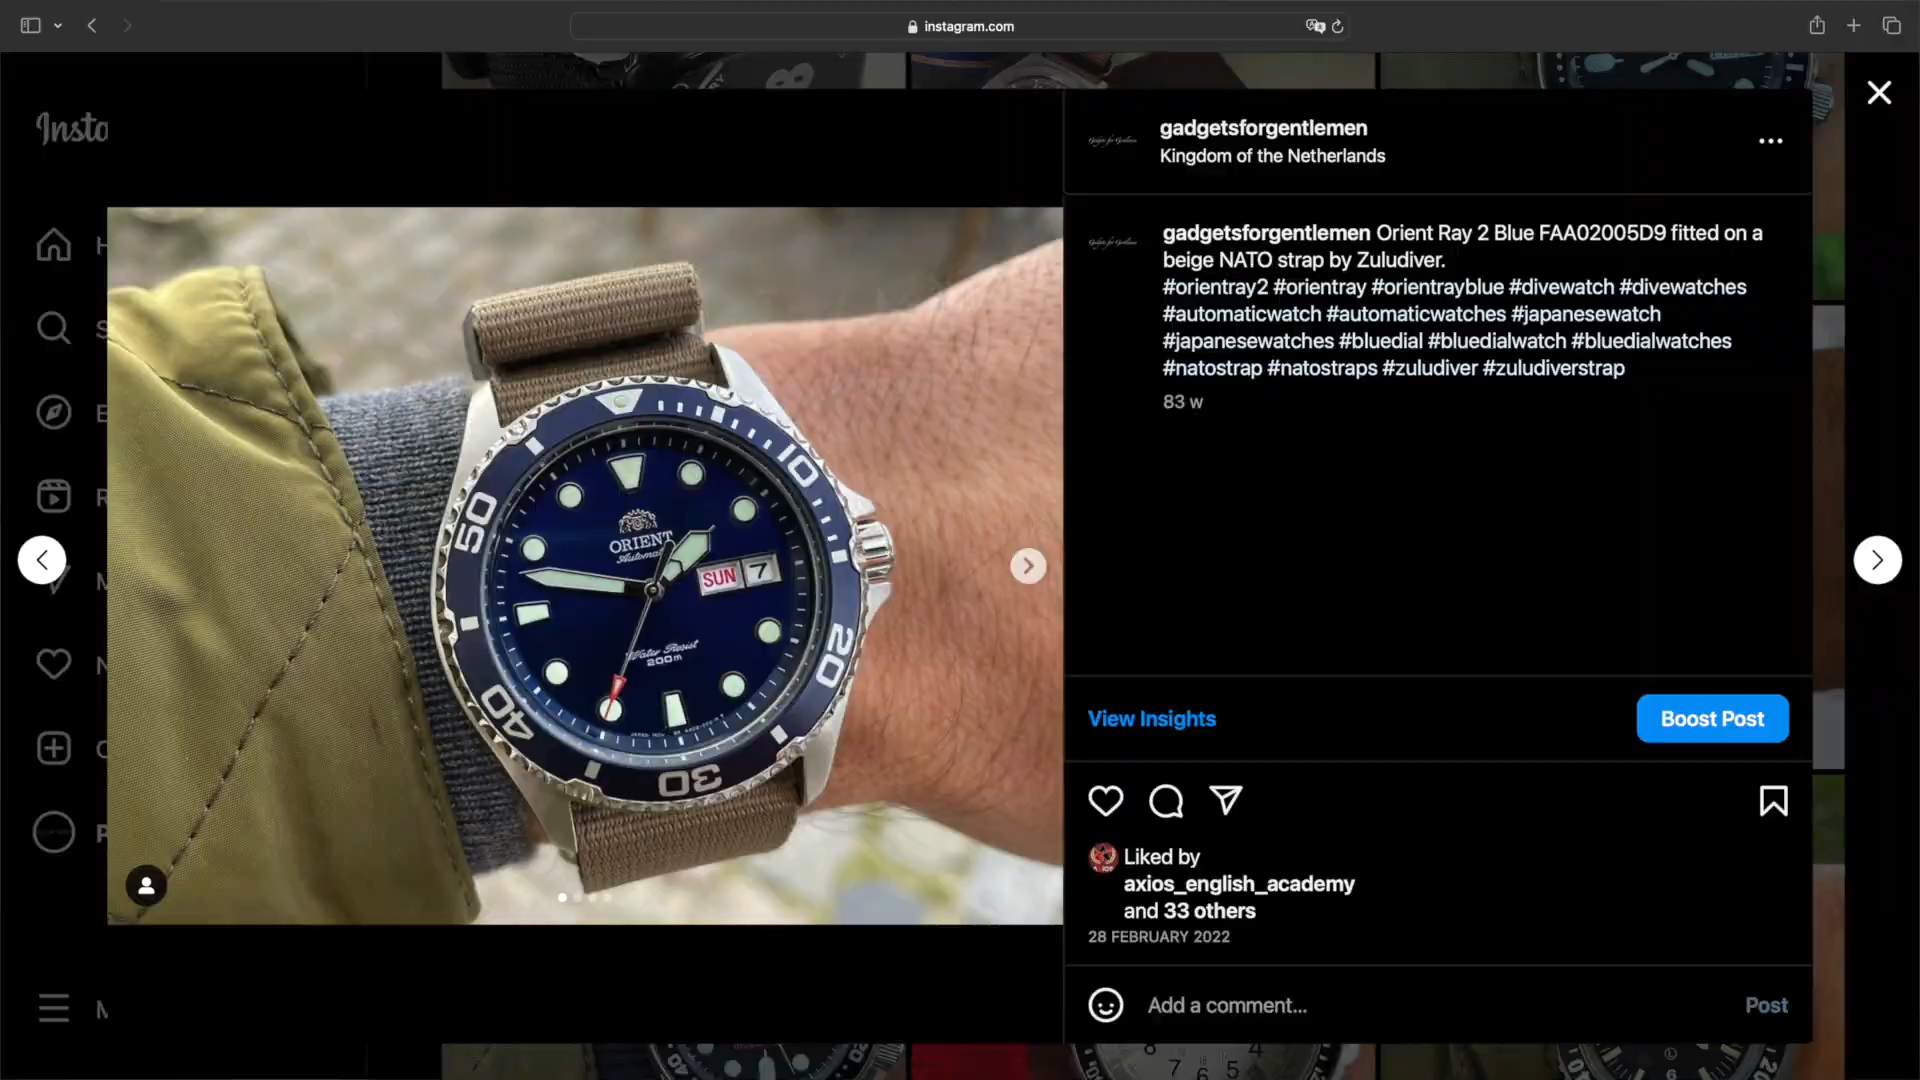 instagram.com
Insta
gadgetsforgentlemen
Kingdom of the Netherlands
gadgetsforgentlemen Orient Ray 2 Blue FAA02005D9 fitted on a
beige NATO strap by Zuludiver.
#orientray2 #orientray #orientrayblue #divewatch #divewatches
#automaticwatch #automaticwatches #japanesewatch
#japanesewatches #bluedial #bluedialwatch #bluedialwatches
#natostrap #natostraps #zuludiver #zuludiverstrap
83 w
10
20
30
40
50
ORIENT
SUN 7
Water Resist
200m
View Insights
Boost Post
Liked by
axios_english_academy
and 33 others
28 FEBRUARY 2022
Add a comment...
Post